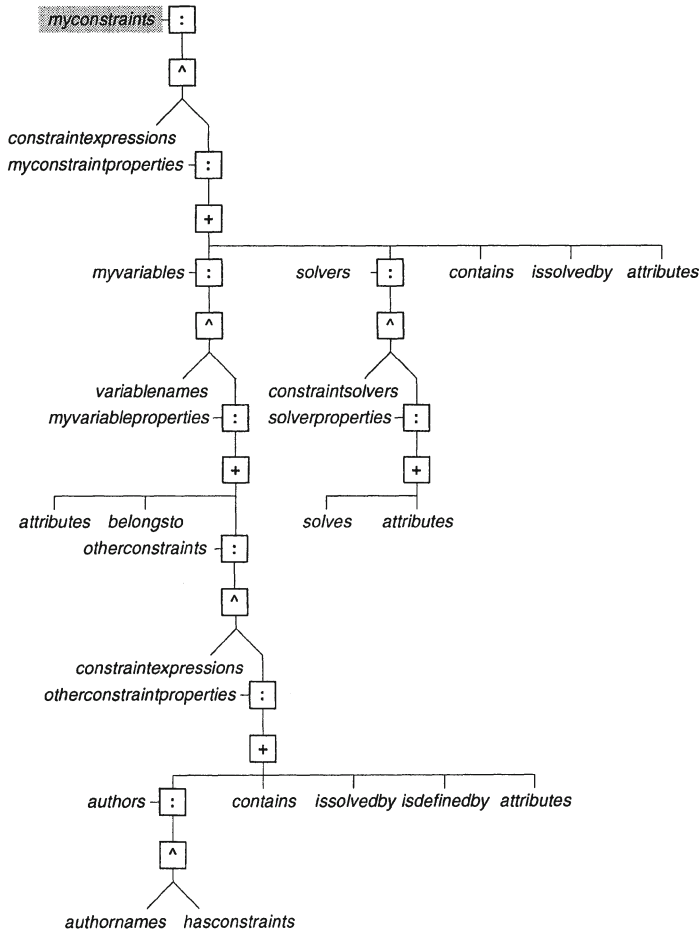 myconstraints :
^
constraintexpressions
myconstraintproperties :
+
myvariables : solvers : contains issolvedby attributes
^ ^
variablenames constraintsolvers
myvariableproperties : solverproperties :
+ +
attributes belongsto solves attributes
otherconstraints :
^
constraintexpressions
otherconstraintproperties :
+
authors : contains issolvedby isdefinedby attributes
^
authornames hasconstraints